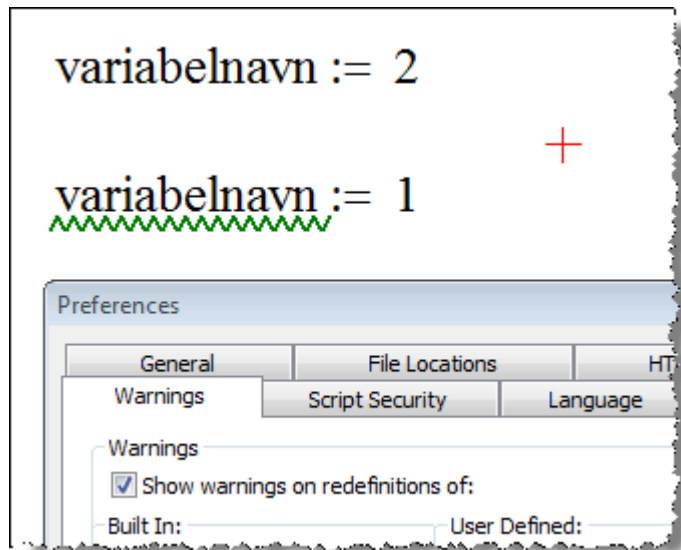 variabelnavn := 2
variabelnavn := 1
Preferences
General File Locations HT
Warnings Script Security Language
Warnings
Show warnings on redefinitions of:
Built In: User Defined: